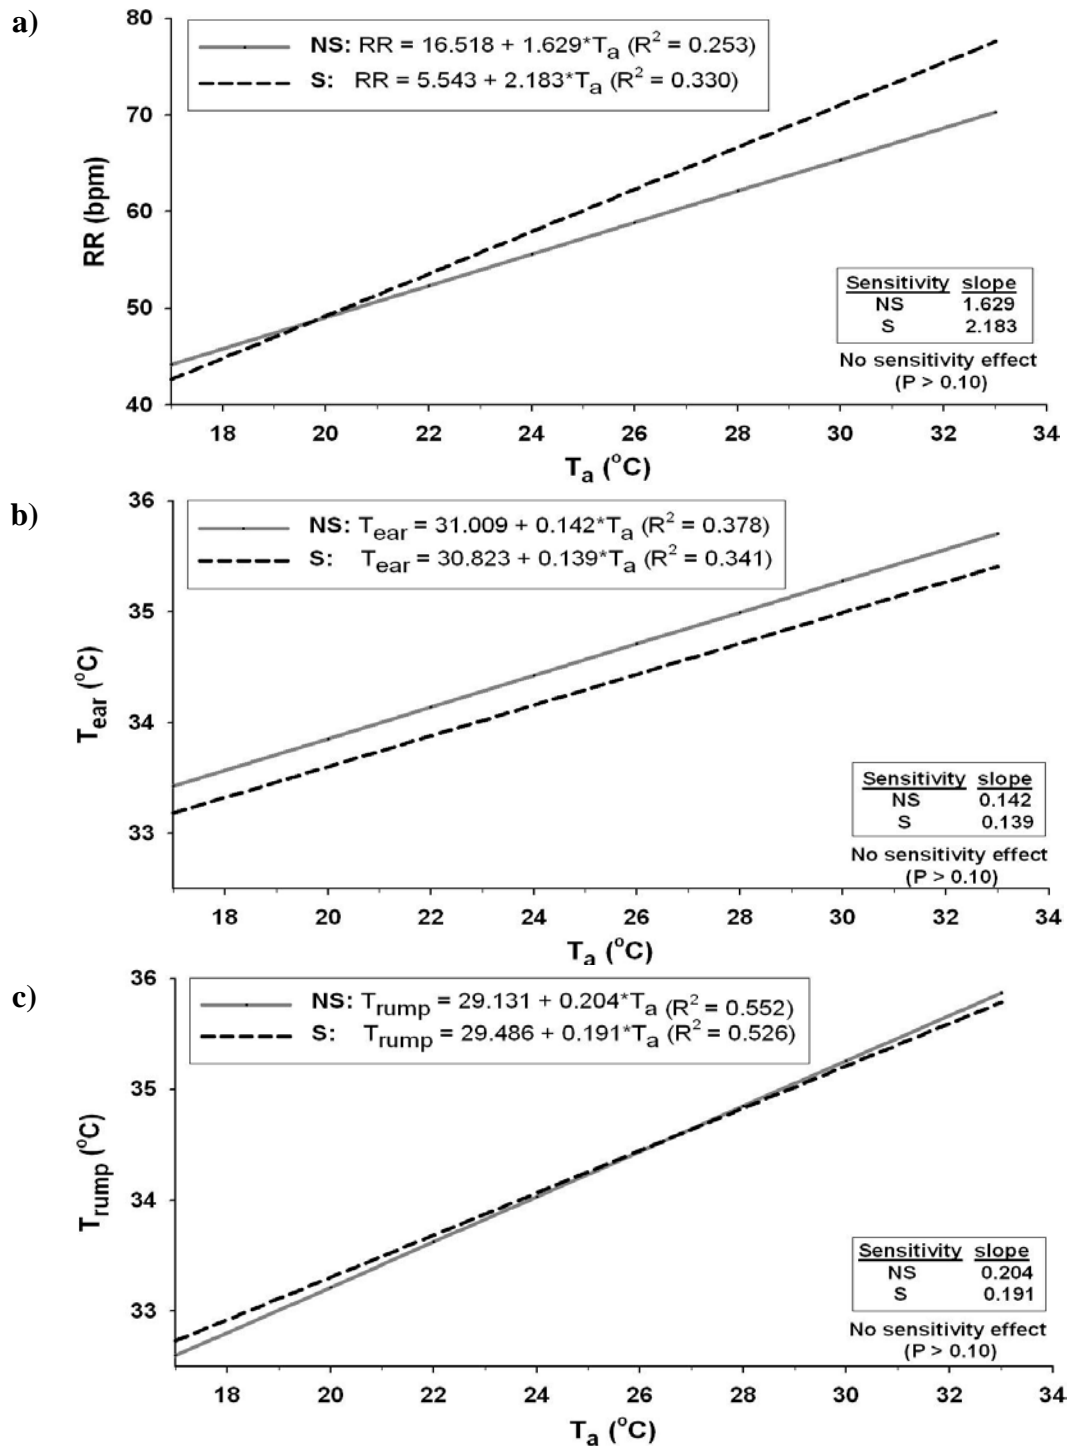 a)
80
70
60
50
40
RR (bpm)
NS: RR = 16.518 + 1.629*Ta (R² = 0.253)
S: RR = 5.543 + 2.183*Ta (R² = 0.330)
Sensitivity slope
NS 1.629
S 2.183
No sensitivity effect
(P > 0.10)
18 20 22 24 26 28 30 32 34
Ta (°C)
b)
36
35
34
33
Tear (°C)
NS: Tear = 31.009 + 0.142*Ta (R² = 0.378)
S: Tear = 30.823 + 0.139*Ta (R² = 0.341)
Sensitivity slope
NS 0.142
S 0.139
No sensitivity effect
(P > 0.10)
18 20 22 24 26 28 30 32 34
Ta (°C)
c)
36
35
34
33
Trump (°C)
NS: Trump = 29.131 + 0.204*Ta (R² = 0.552)
S: Trump = 29.486 + 0.191*Ta (R² = 0.526)
Sensitivity slope
NS 0.204
S 0.191
No sensitivity effect
(P > 0.10)
18 20 22 24 26 28 30 32 34
Ta (°C)